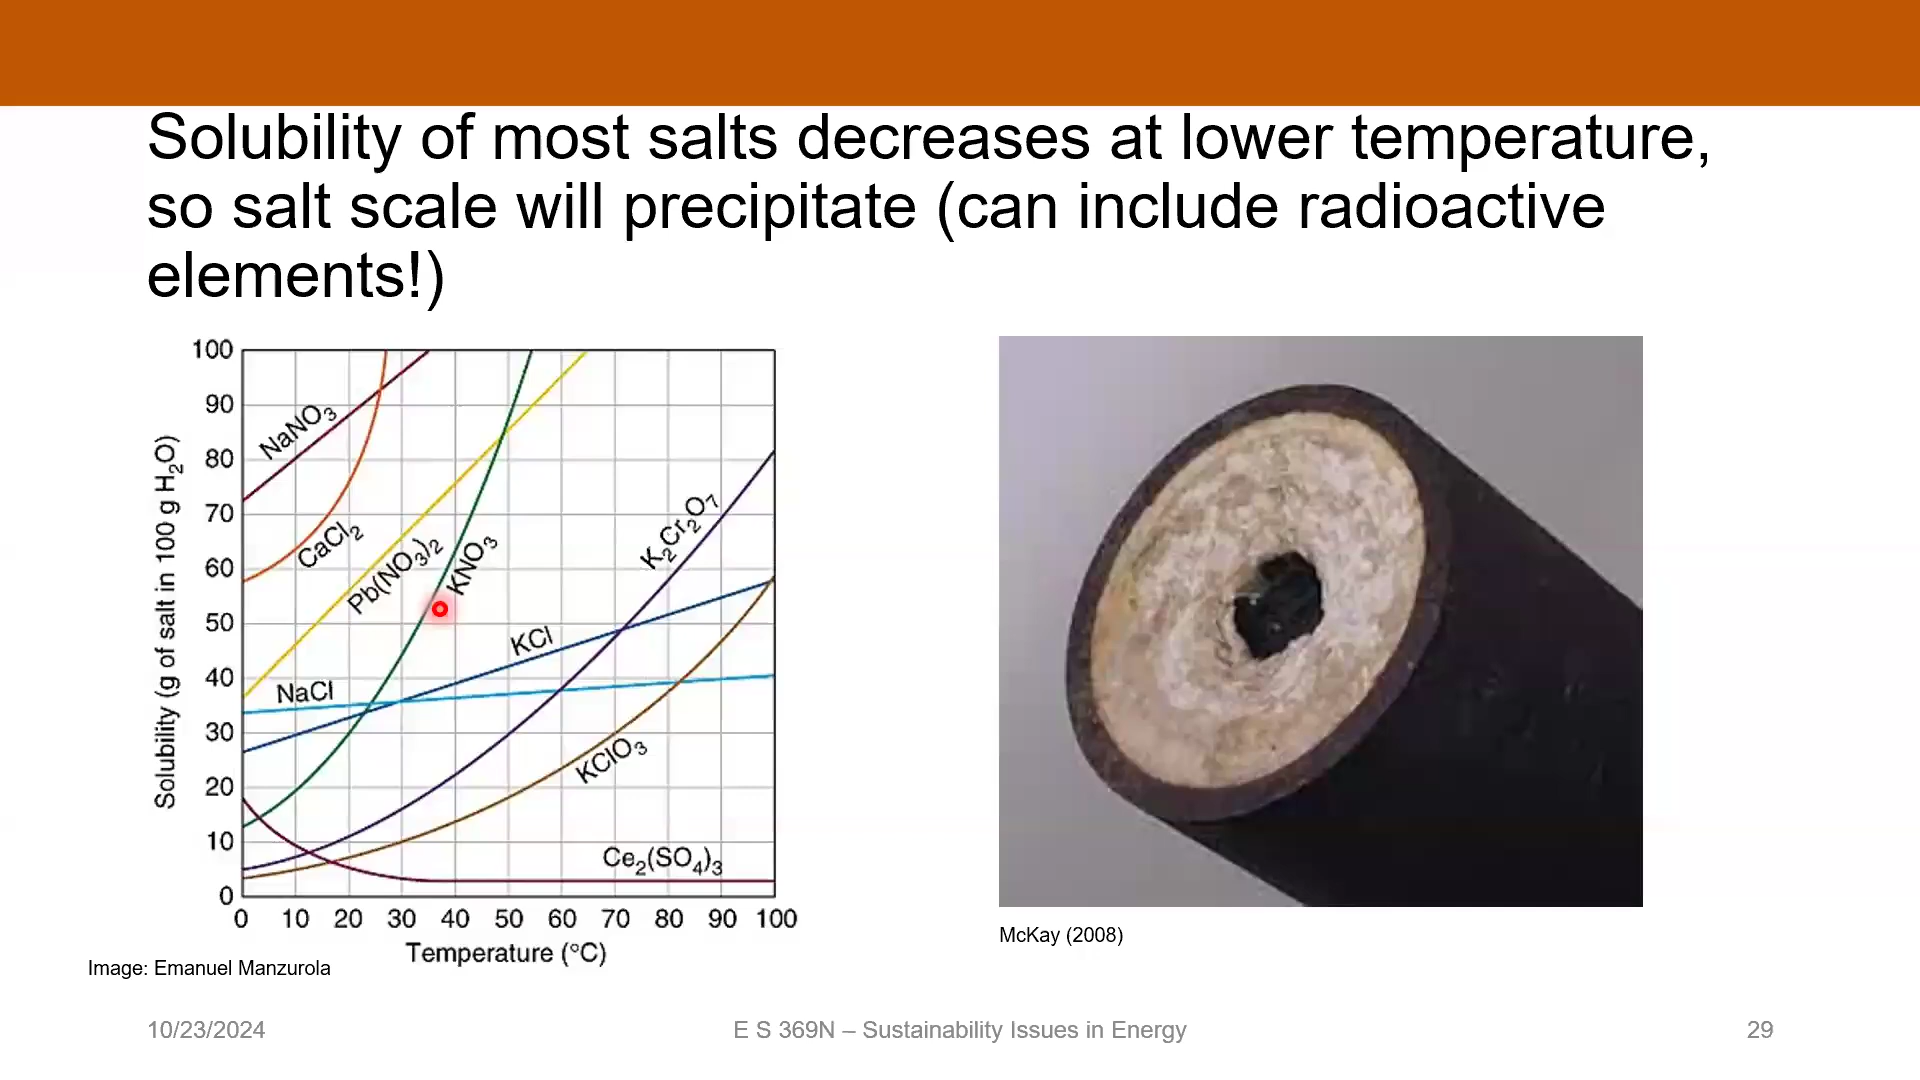 Solubility of most salts decreases at lower temperature,
so salt scale will precipitate (can include radioactive
elements!)
Solubility (g of salt in 100 g H₂O)
100
90
80
70
60
50
40
30
20
10
0
NaNO₃
CaCl₂
Pb(NO₃)₂
KNO₃
K₂Cr₂O₇
KCl
NaCl
KClO₃
Ce₂(SO₄)₃
0 10 20 30 40 50 60 70 80 90 100
Temperature (°C)
Image: Emanuel Manzurola
McKay (2008)
10/23/2024
E S 369N – Sustainability Issues in Energy
29